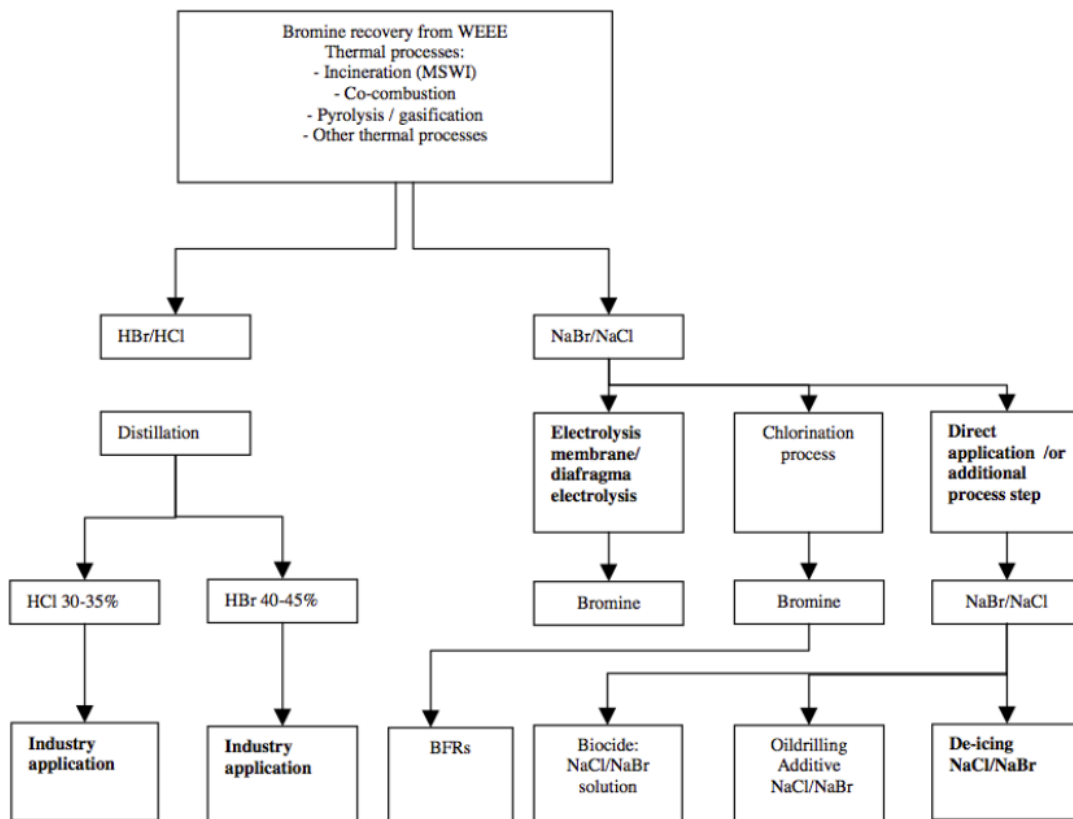 Bromine recovery from WEEE
Thermal processes:
- Incineration (MSWI)
- Co-combustion
- Pyrolysis / gasification
- Other thermal processes
HBr/HCl
NaBr/NaCl
Distillation
Electrolysis
membrane/
diafragma
electrolysis
Chlorination
process
Direct
application /or
additional
process step
HCl 30-35%
HBr 40-45%
Bromine
Bromine
NaBr/NaCl
Industry
application
Industry
application
BFRs
Biocide:
NaCl/NaBr
solution
Oildrilling
Additive
NaCl/NaBr
De-icing
NaCl/NaBr